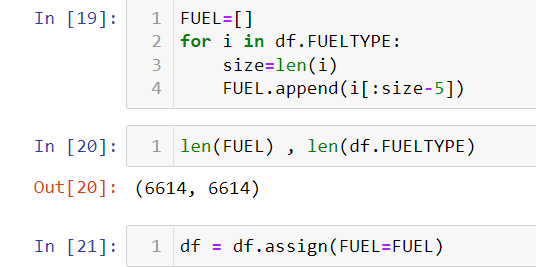 In [19]: 1 FUEL=[]
2 for i in df.FUELTYPE:
3     size=len(i)
4     FUEL.append(i[:size-5])
In [20]: 1 len(FUEL) , len(df.FUELTYPE)
Out[20]: (6614, 6614)
In [21]: 1 df = df.assign(FUEL=FUEL)